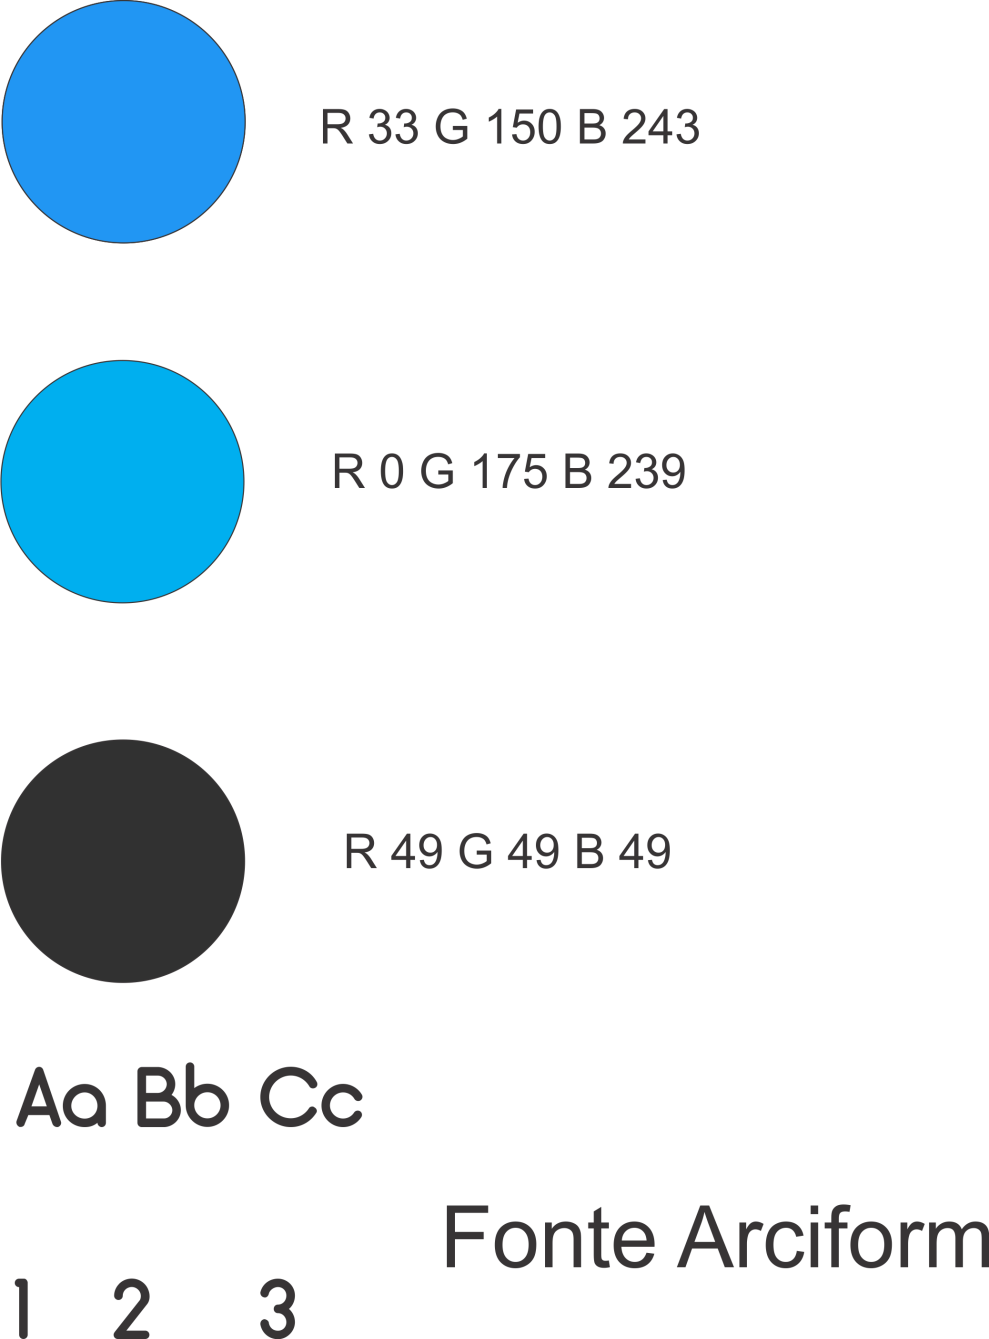 R 33 G 150 B 243
R 0 G 175 B 239
R 49 G 49 B 49
Aa Bb Cc
Fonte Arciform
1 2 3